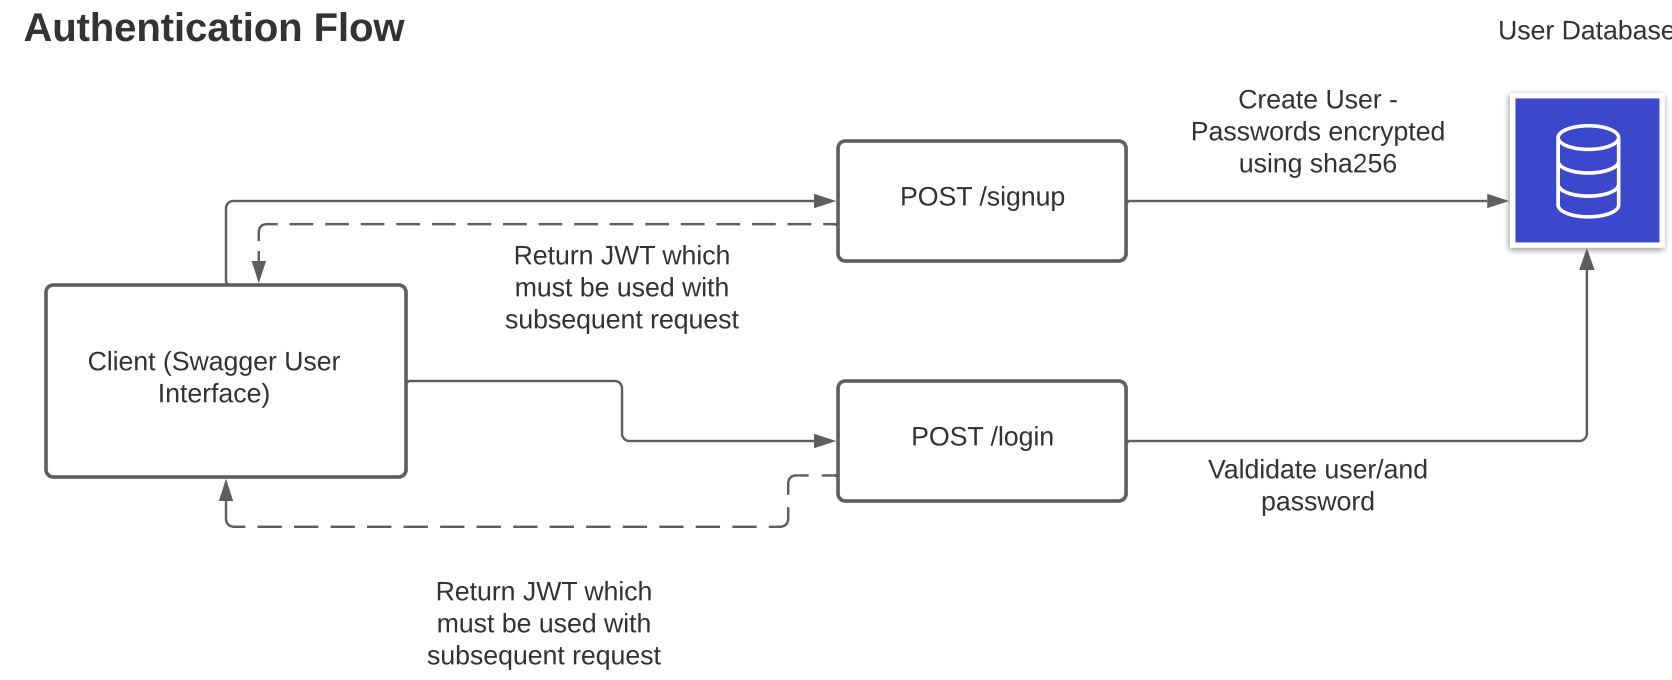 Authentication Flow
User Database
Create User -
Passwords encrypted
using sha256
POST /signup
Return JWT which
must be used with
subsequent request
Client (Swagger User
Interface)
POST /login
Valdidate user/and
password
Return JWT which
must be used with
subsequent request